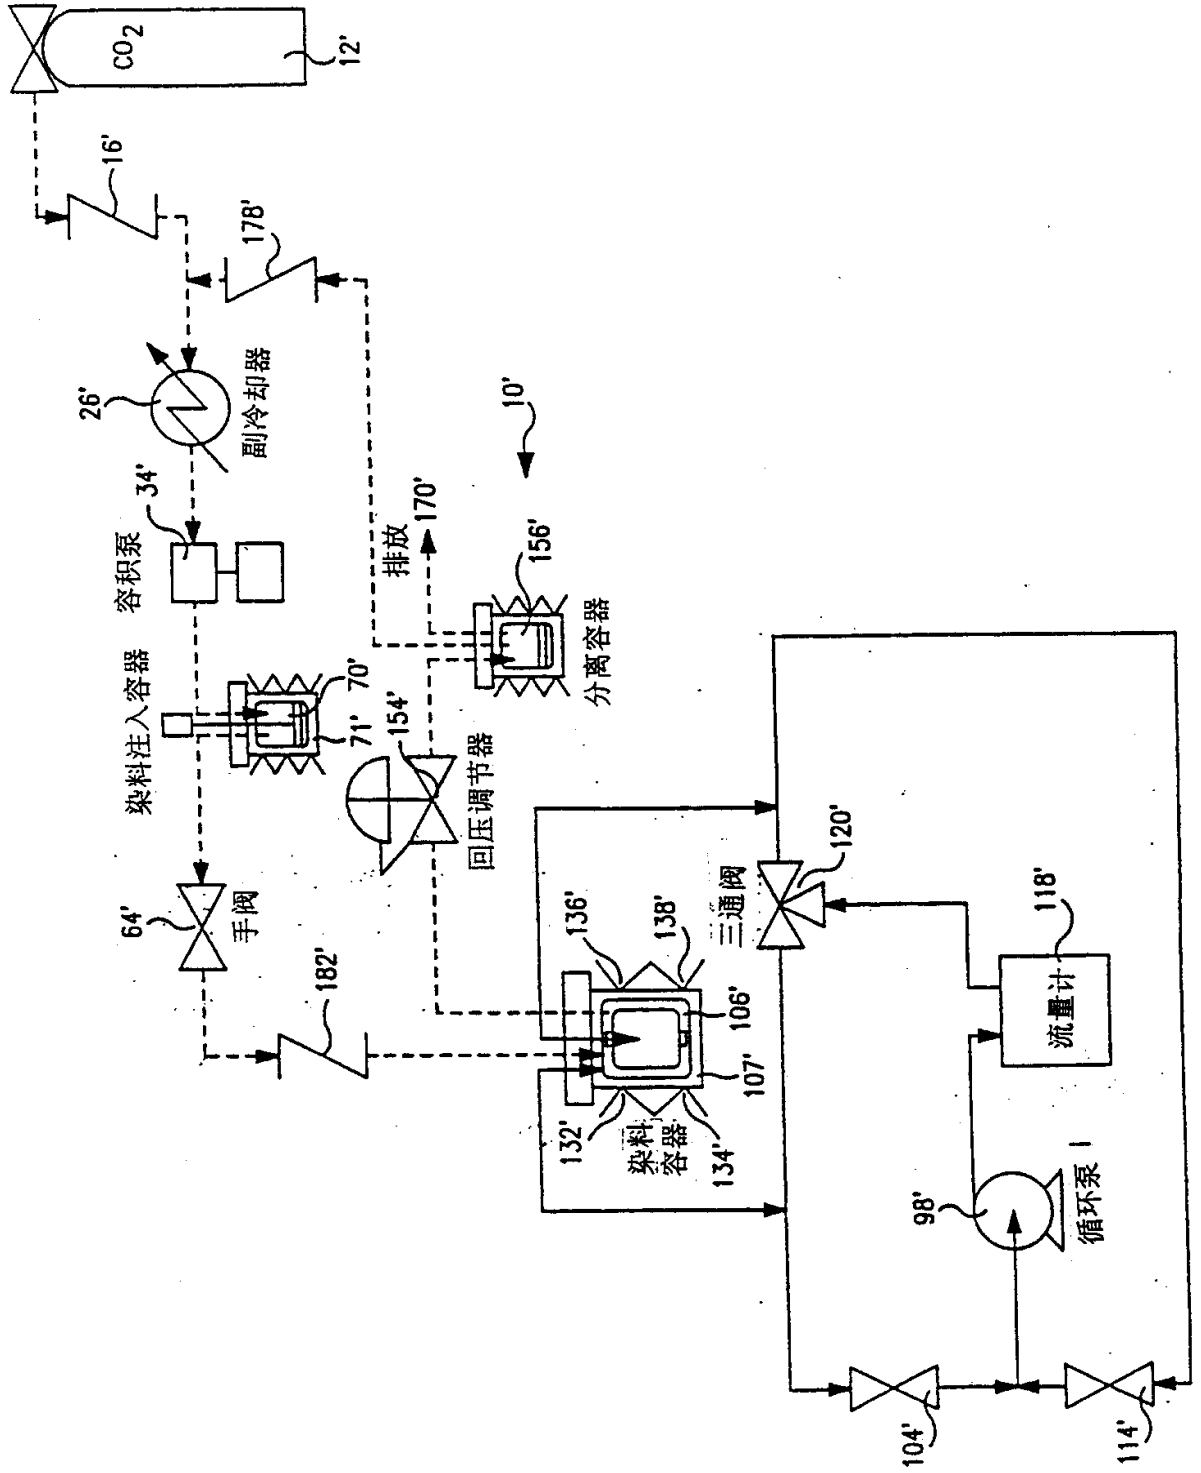 CO2
12'
16'
178'
26'
副冷却器
34'
容积泵
10'
排放
170'
156'
分离容器
染料注入容器
70'
71'
154'
回压调节器
64'
手阀
182'
136'
138'
106'
107'
132'
134'
染料
容器
三通阀
120'
118'
流量计
98'
循环泵
104'
114'